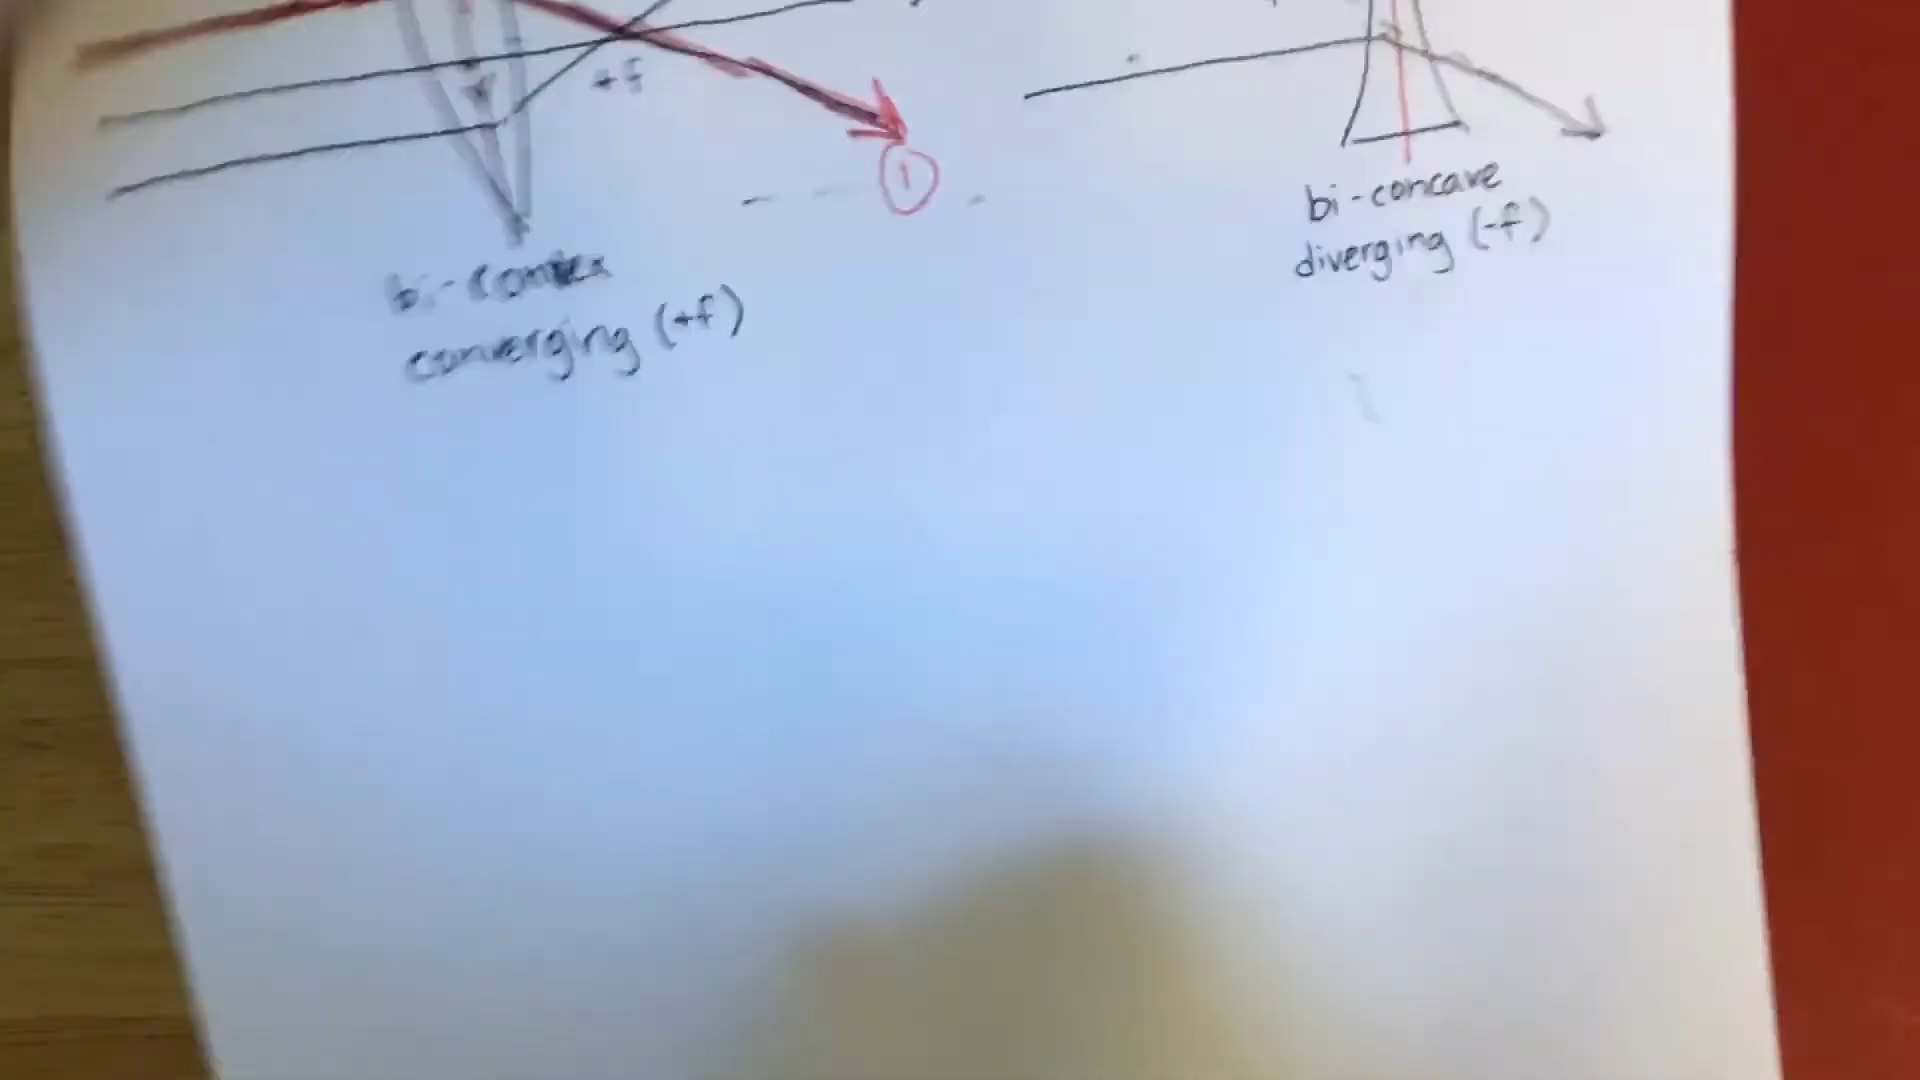 +f
1
bi-convex
converging (+f)
bi-concave
diverging (-f)